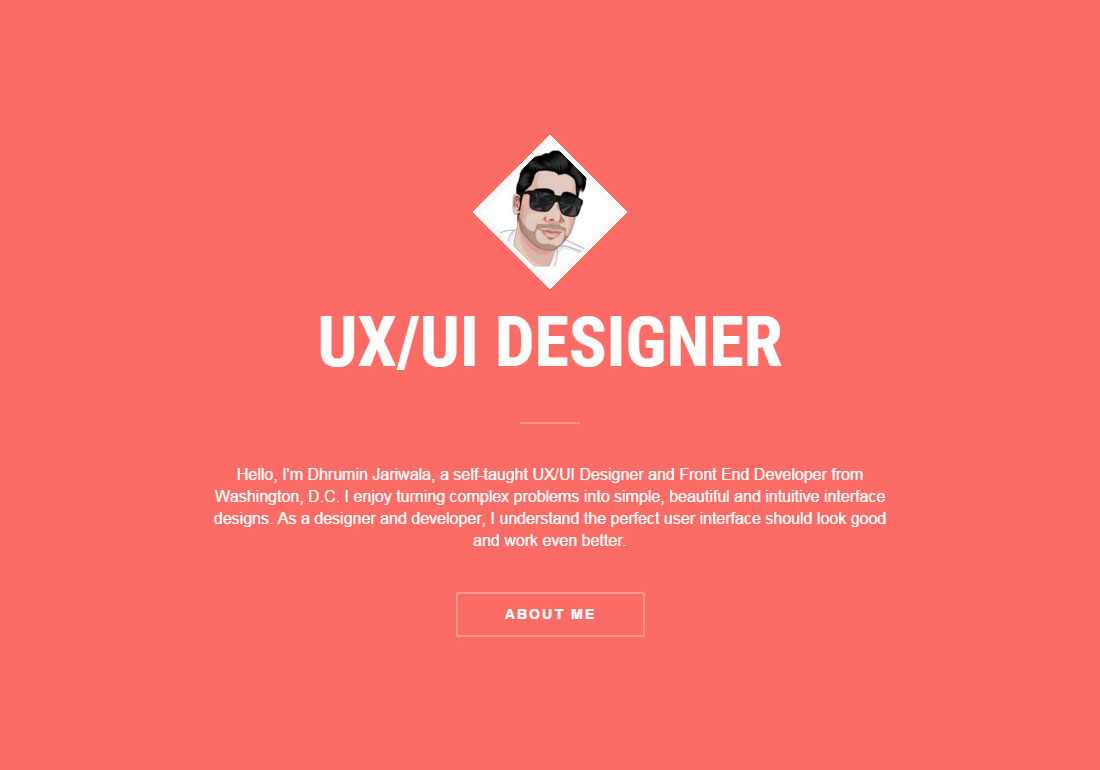 UX/UI DESIGNER
Hello, I'm Dhrumin Jariwala, a self-taught UX/UI Designer and Front End Developer from
Washington, D.C. I enjoy turning complex problems into simple, beautiful and intuitive interface
designs. As a designer and developer, I understand the perfect user interface should look good
and work even better.
ABOUT ME